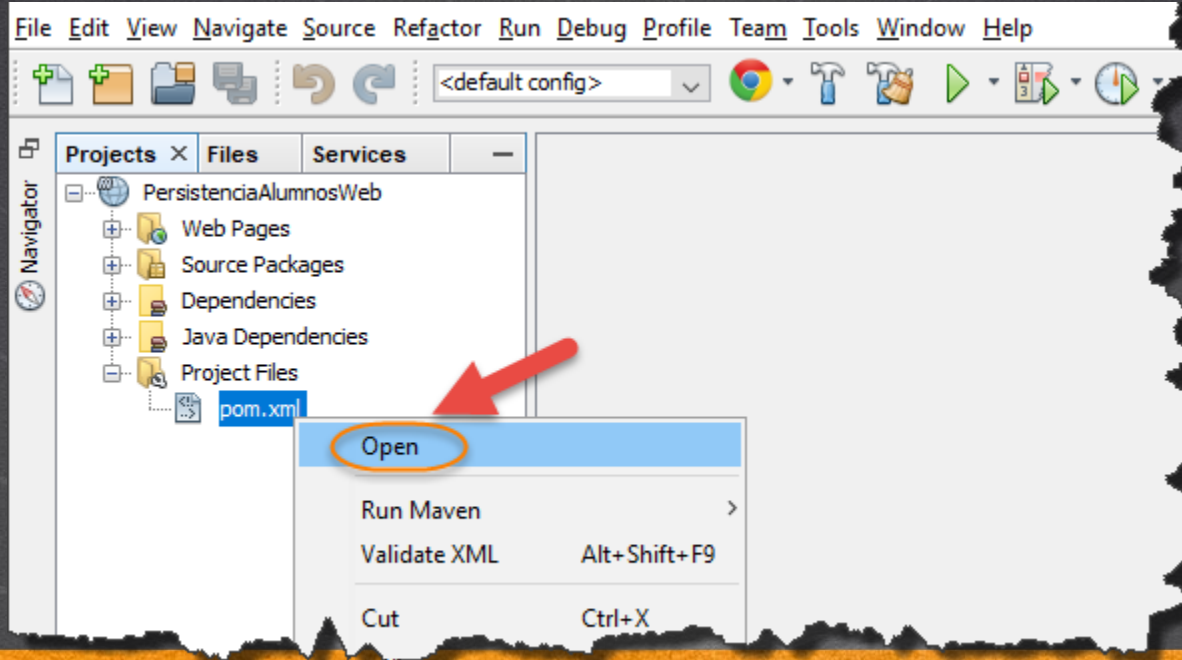 File Edit View Navigate Source Refactor Run Debug Profile Team Tools Window Help
<default config>
Projects Files Services
Navigator
PersistenciaAlumnosWeb
Web Pages
Source Packages
Dependencies
Java Dependencies
Project Files
pom.xml
Open
Run Maven
Validate XML Alt+Shift+F9
Cut Ctrl+X